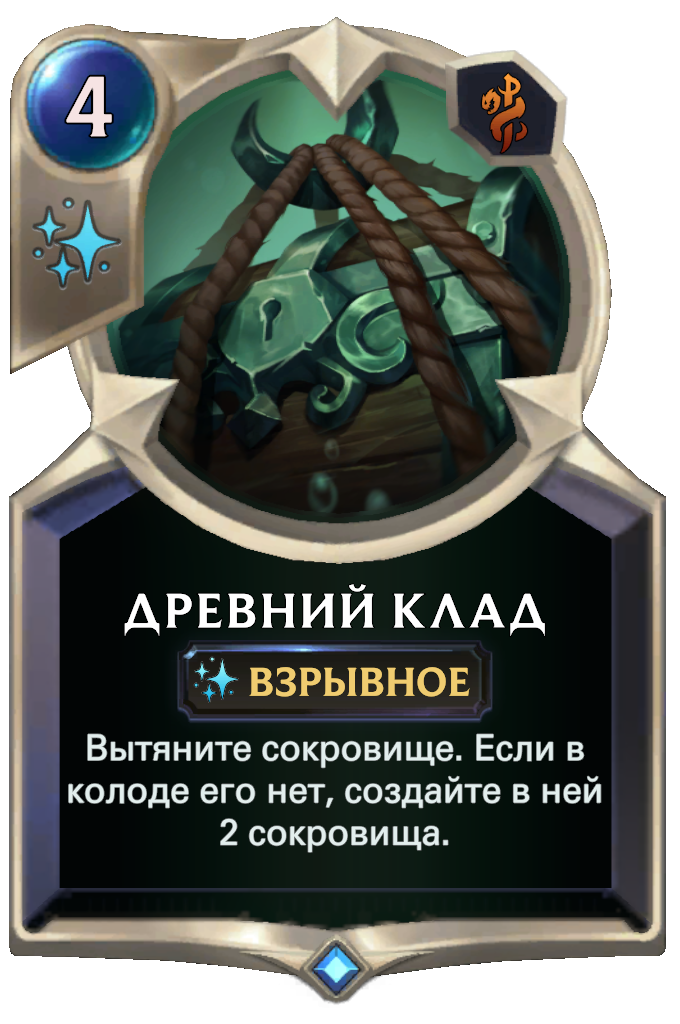 4
ДРЕВНИЙ КЛАД
ВЗРЫВНОЕ
Вытяните сокровище. Если в
колоде его нет, создайте в ней
2 сокровища.